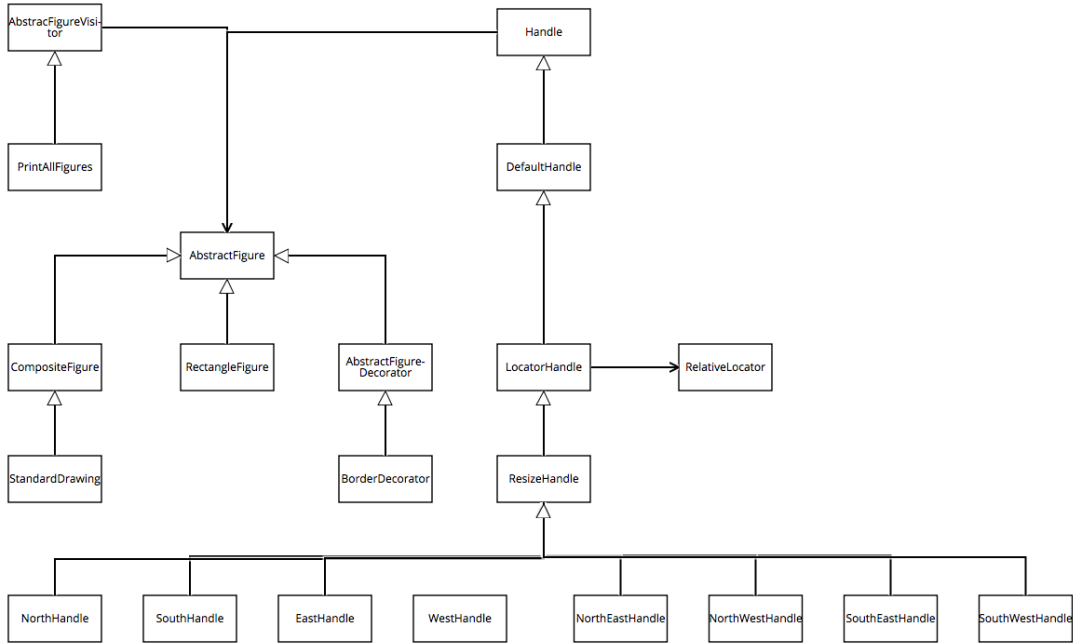 AbstracFigureVisi-
tor
Handle
PrintAllFigures
DefaultHandle
AbstractFigure
CompositeFigure
RectangleFigure
AbstractFigure-
Decorator
LocatorHandle
RelativeLocator
StandardDrawing
BorderDecorator
ResizeHandle
NorthHandle
SouthHandle
EastHandle
WestHandle
NorthEastHandle
NorthWestHandle
SouthEastHandle
SouthWestHandle